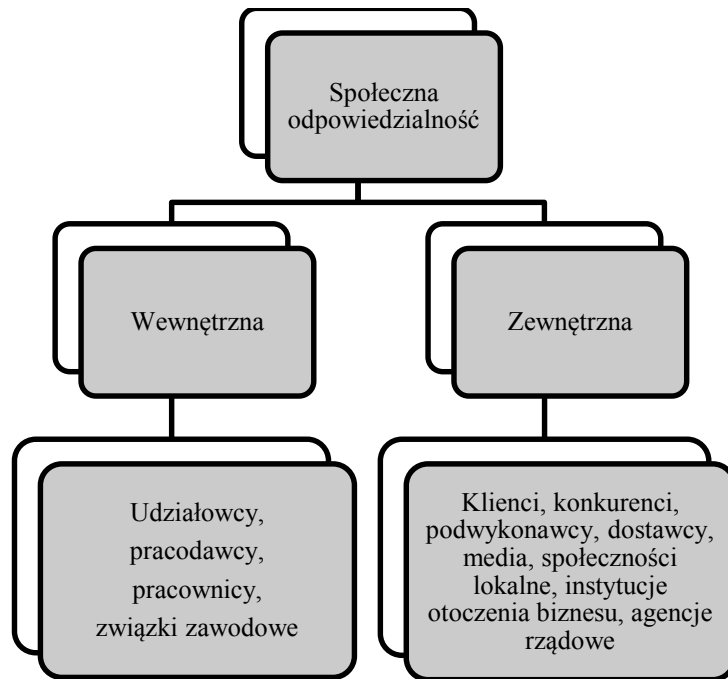 Społeczna
odpowiedzialność
Wewnętrzna
Zewnętrzna
Udziałowcy,
pracodawcy,
pracownicy,
związki zawodowe
Klienci, konkurenci,
podwykonawcy, dostawcy,
media, społeczności
lokalne, instytucje
otoczenia biznesu, agencje
rządowe